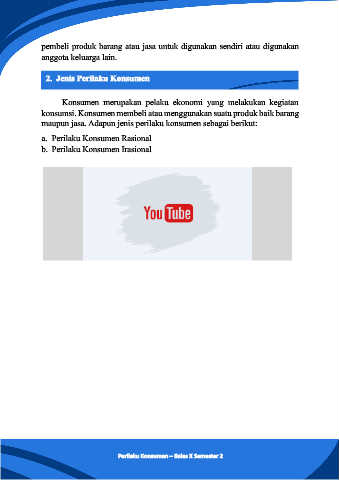 pembeli produk barang atau jasa untuk digunakan sendiri atau digunakan
anggota keluarga lain.
2. Jenis Perilaku Konsumen
Konsumen merupakan pelaku ekonomi yang melakukan kegiatan
konsumsi. Konsumen membeli atau menggunakan suatu produk baik barang
maupun jasa. Adapun jenis perilaku konsumen sebagai berikut:
a. Perilaku Konsumen Rasional
b. Perilaku Konsumen Irasional
YouTube
Perilaku Konsumen – Kelas X Semester 2